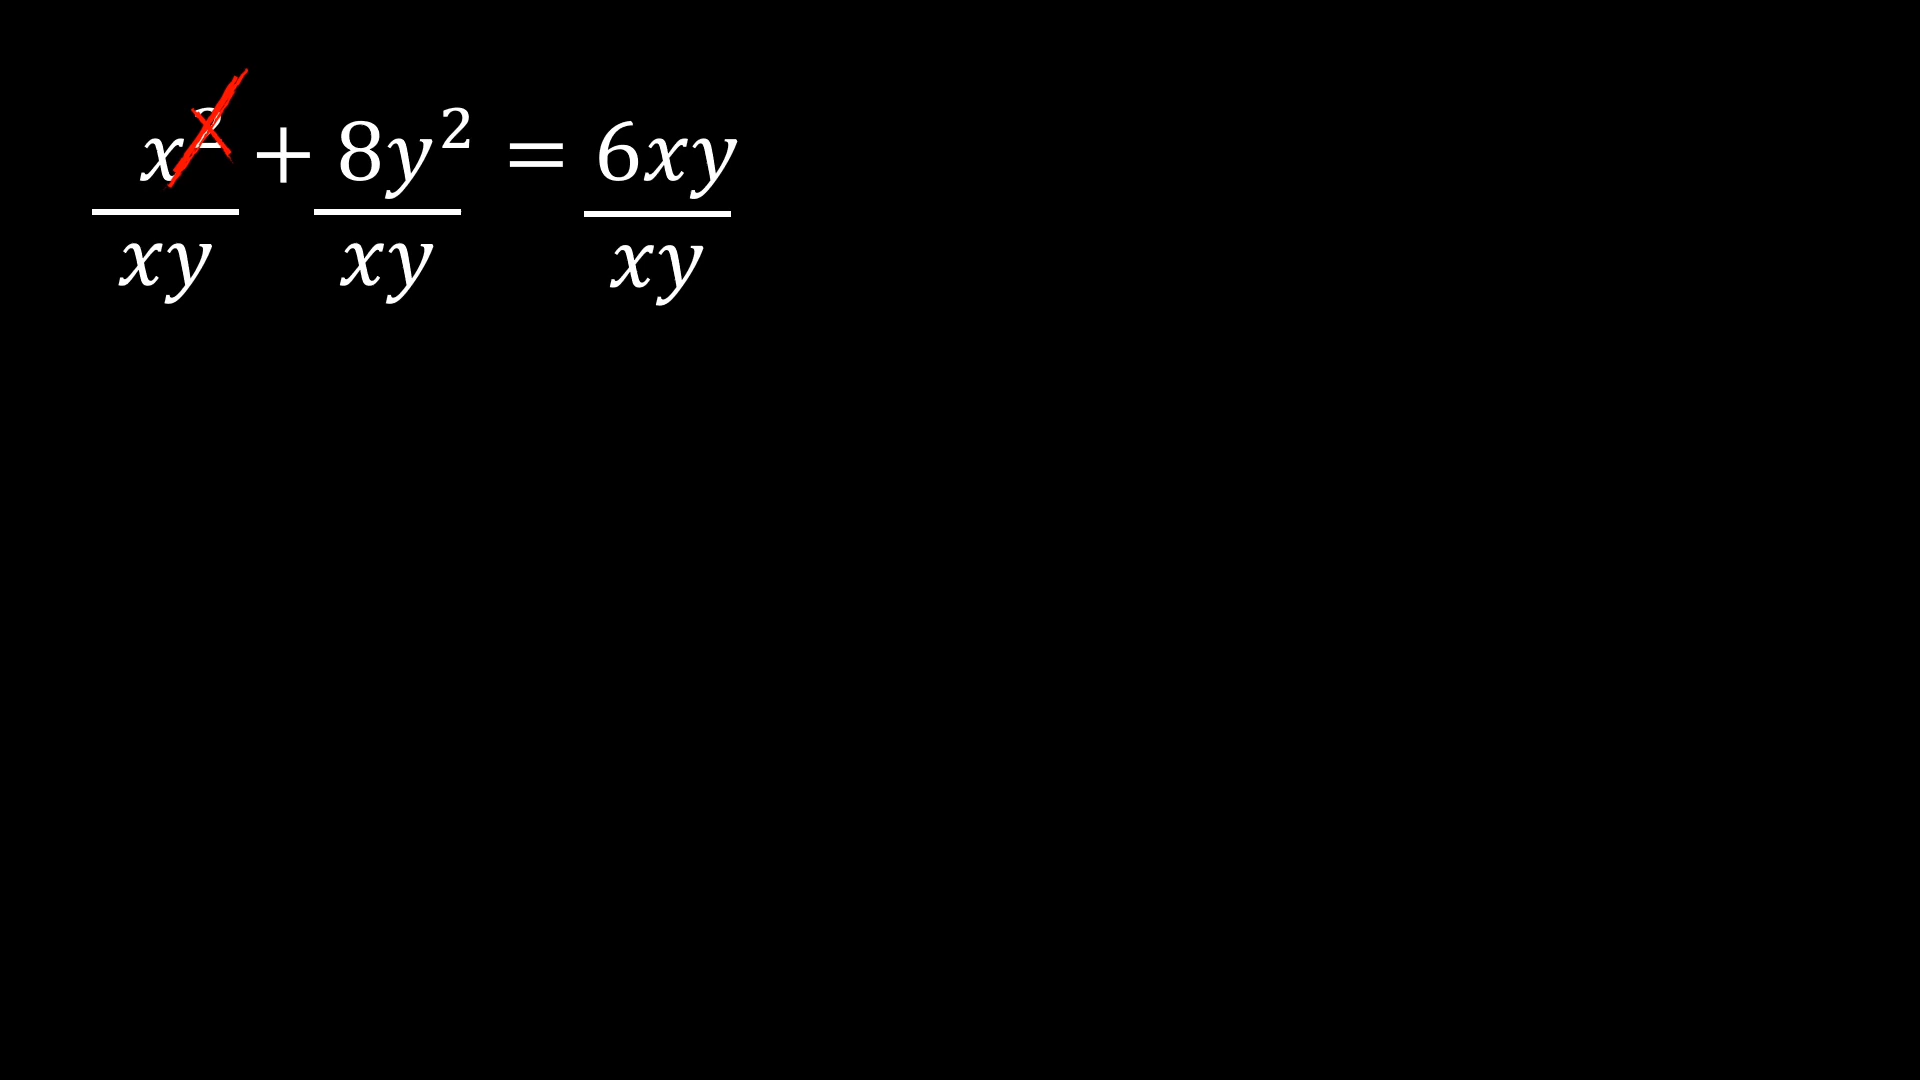 x² + 8y² = 6xy
xy xy xy